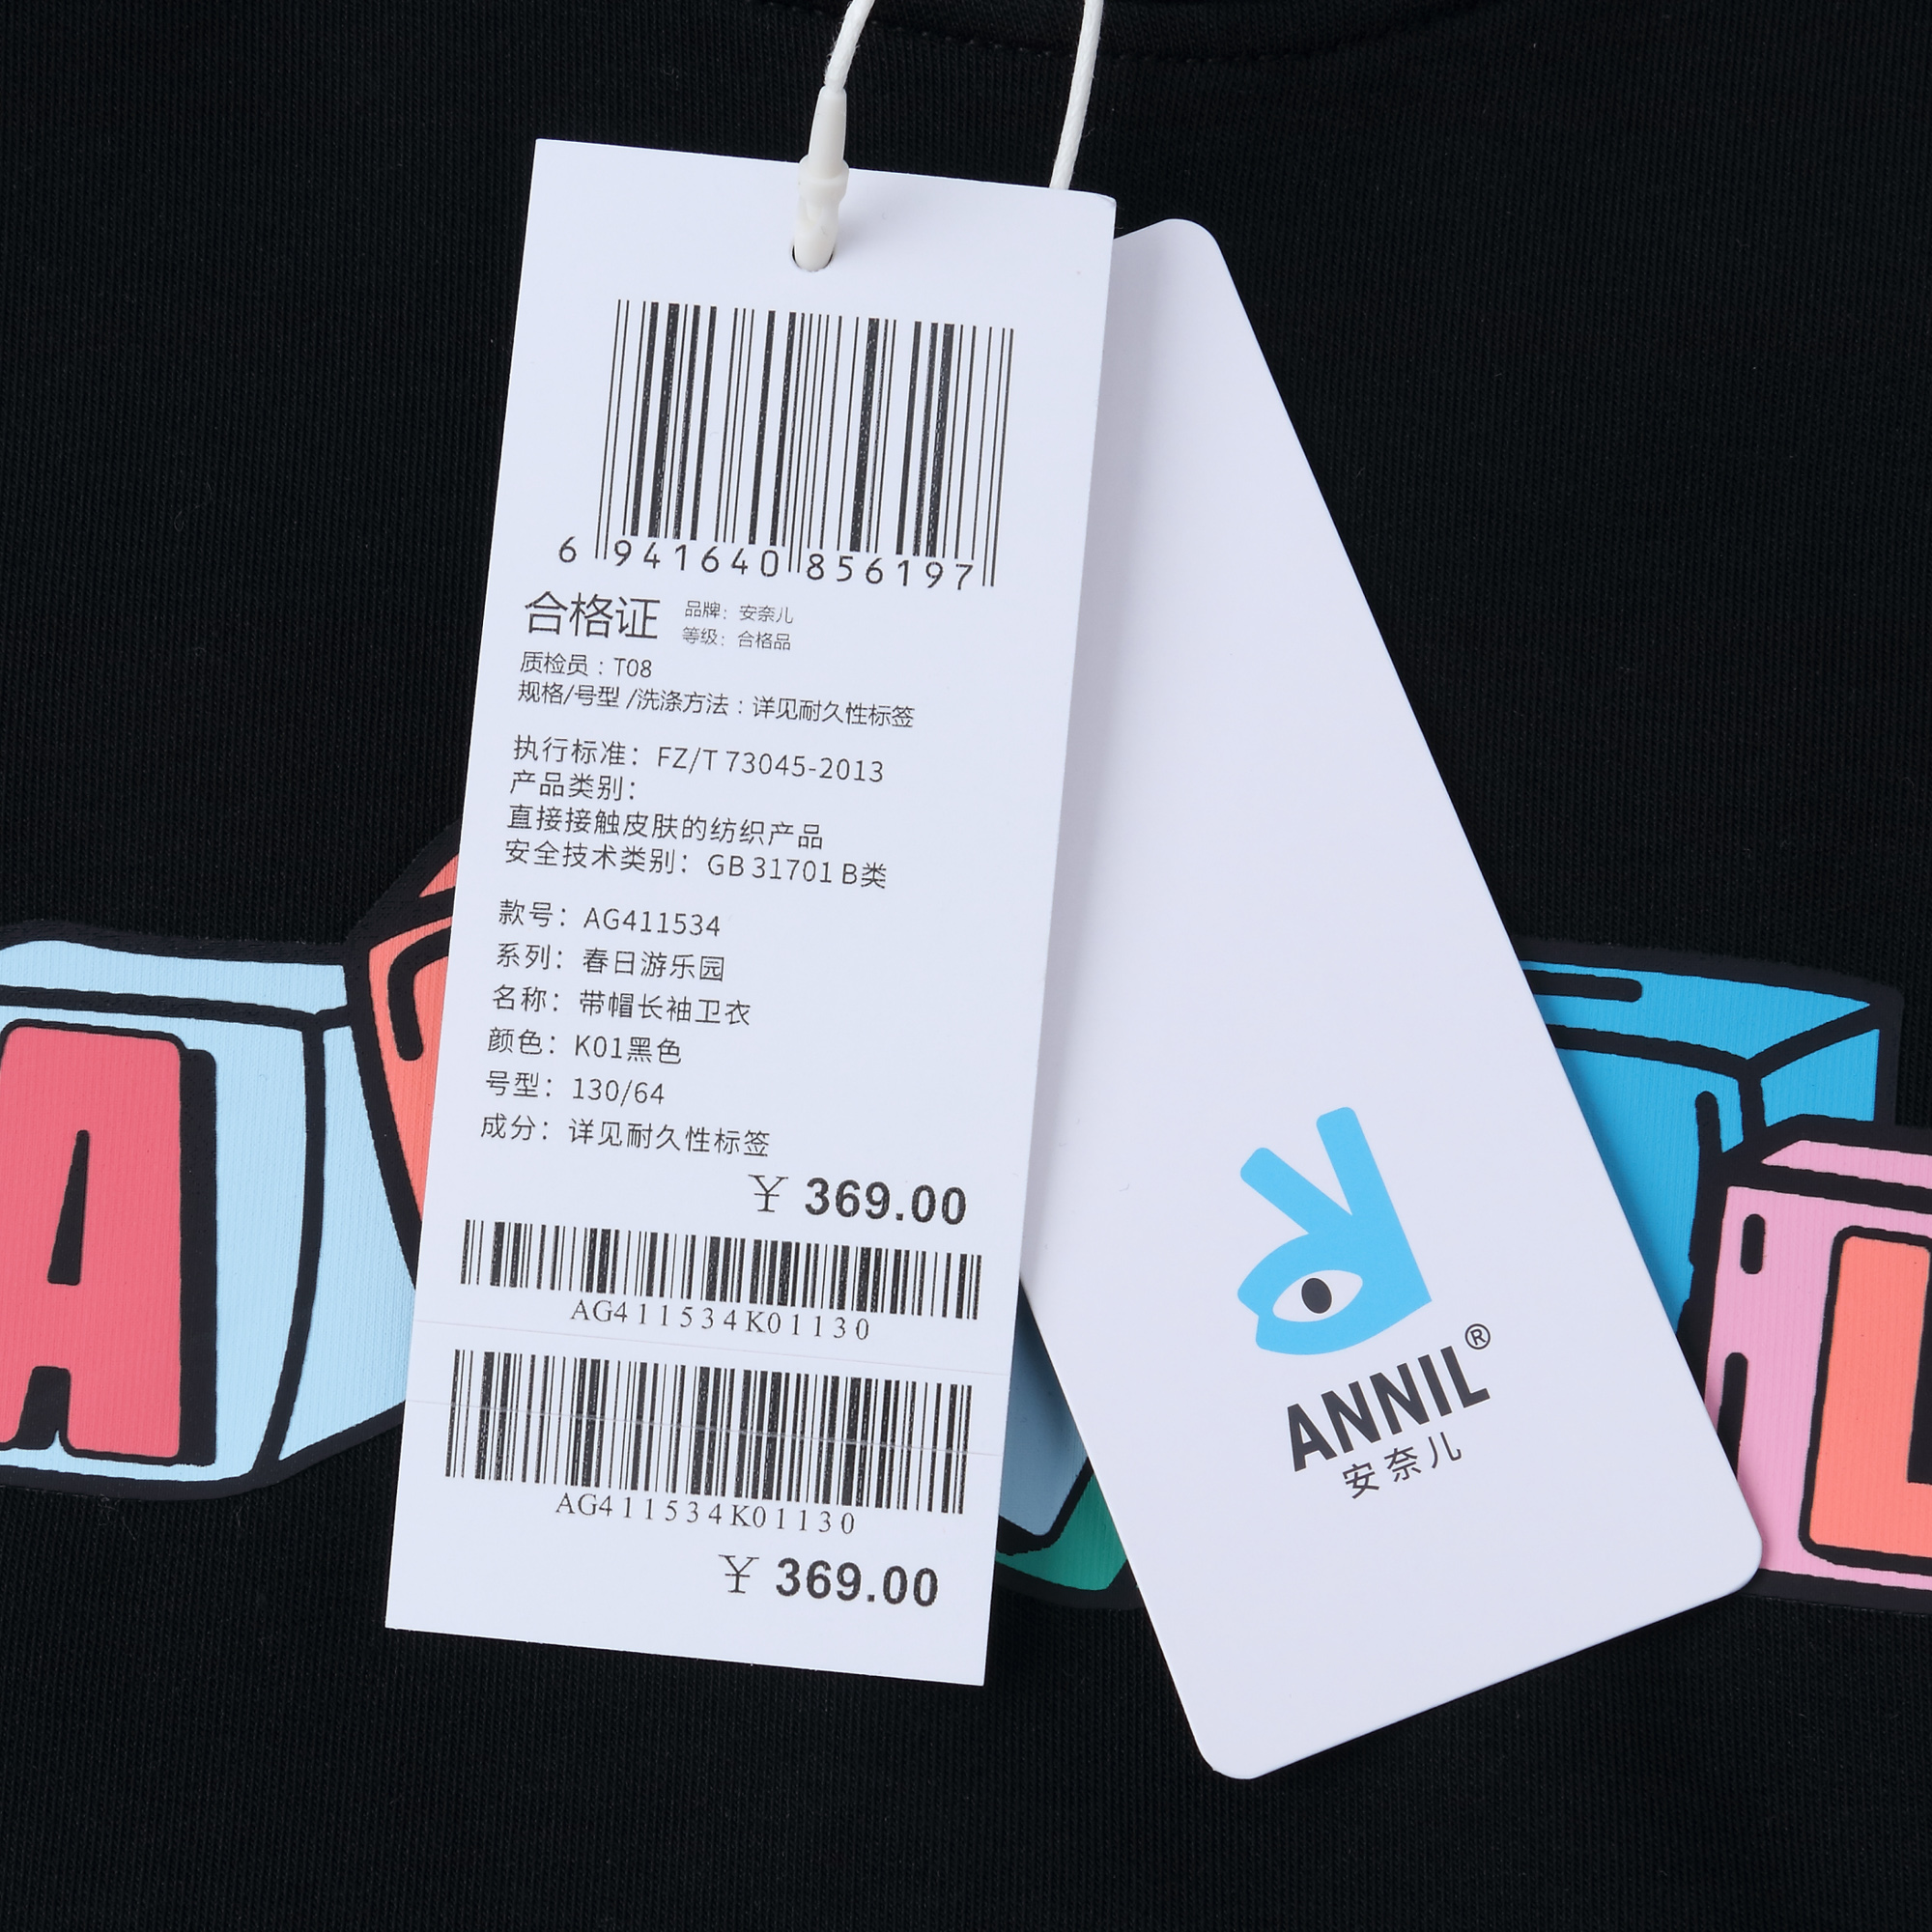 6 941640 856197
合格证
品牌：安奈儿
等级：合格品
质检员：T08
规格/号型 /洗涤方法：详见耐久性标签
执行标准：FZ/T 73045-2013
产品类别：
直接接触皮肤的纺织产品
安全技术类别：GB 31701 B类
款号：AG411534
系列：春日游乐园
名称：带帽长袖卫衣
颜色：K01黑色
号型：130/64
成分：详见耐久性标签
¥ 369.00
AG411534K01130
AG411534K01130
¥ 369.00
ANNIL®
安奈儿
A
L